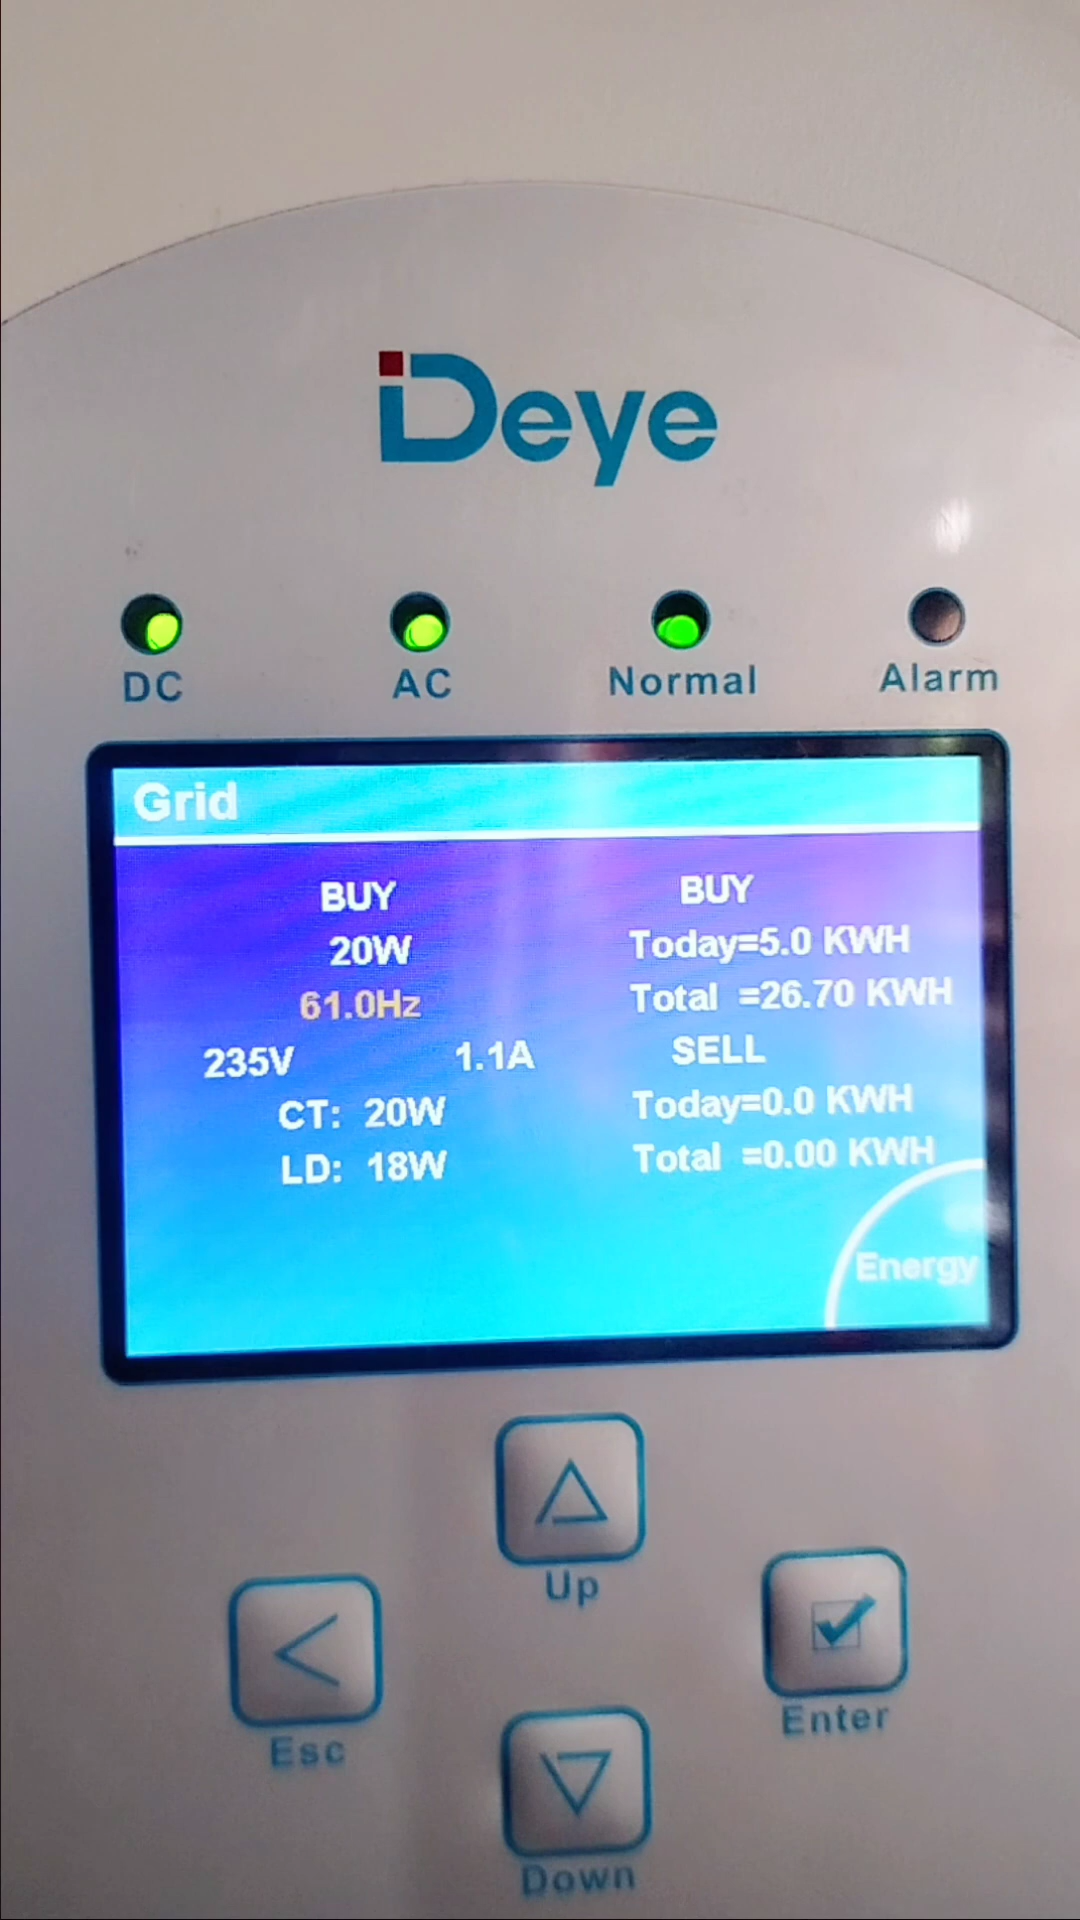 Deye
DC AC Normal Alarm
Grid
BUY
20W
61.0Hz
235V 1.1A
CT: 20W
LD: 18W
BUY
Today=5.0 KWH
Total =26.70 KWH
SELL
Today=0.0 KWH
Total =0.00 KWH
Energy
Up
Esc
Enter
Down